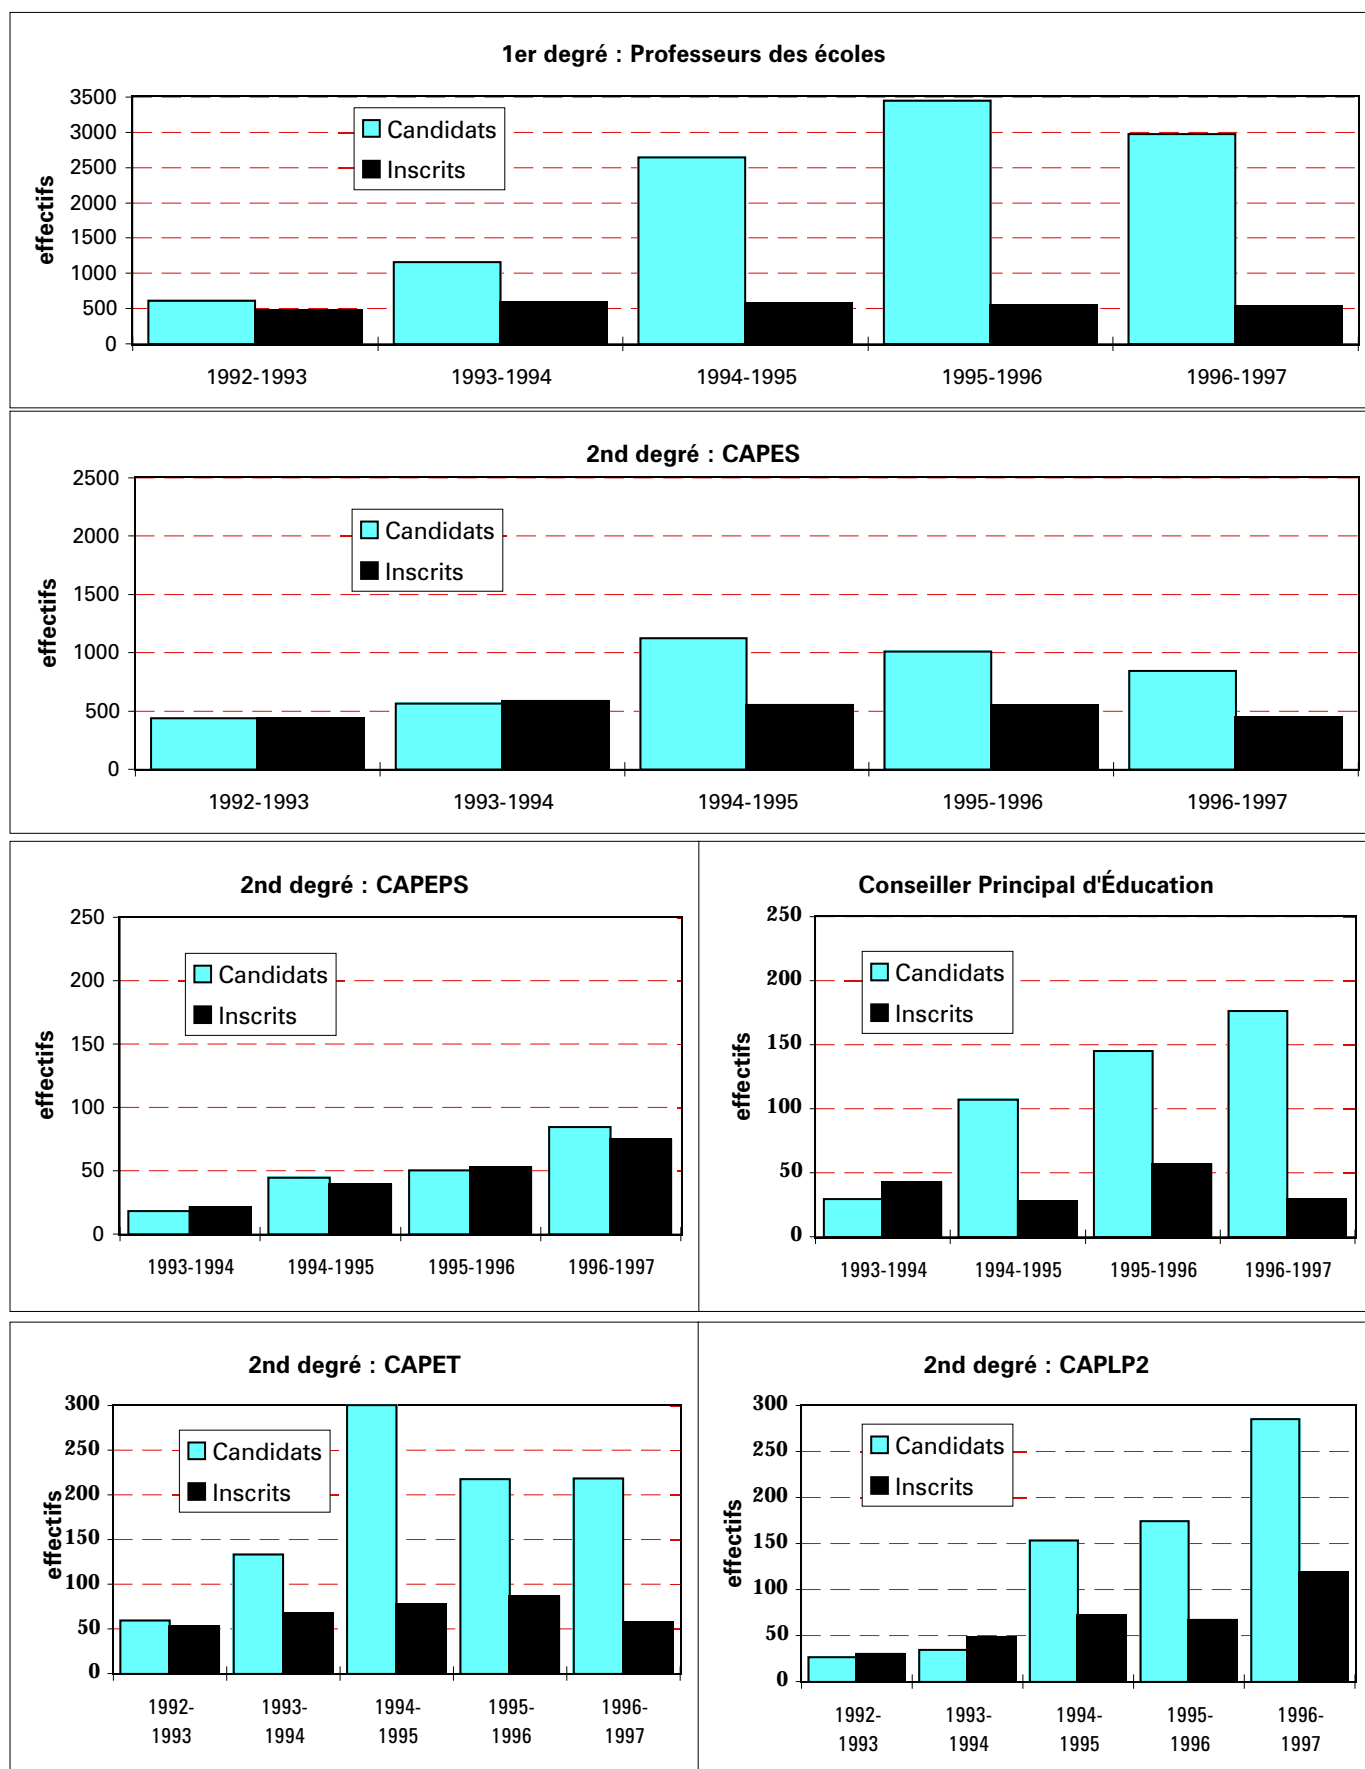 1er degré : Professeurs des écoles
3500
3000
2500
2000
1500
1000
500
0
effectifs
Candidats
Inscrits
1992-1993 1993-1994 1994-1995 1995-1996 1996-1997
2nd degré : CAPES
2500
2000
1500
1000
500
0
effectifs
Candidats
Inscrits
1992-1993 1993-1994 1994-1995 1995-1996 1996-1997
2nd degré : CAPEPS
250
200
150
100
50
0
effectifs
Candidats
Inscrits
1993-1994 1994-1995 1995-1996 1996-1997
Conseiller Principal d'Éducation
250
200
150
100
50
0
effectifs
Candidats
Inscrits
1993-1994 1994-1995 1995-1996 1996-1997
2nd degré : CAPET
300
250
200
150
100
50
0
effectifs
Candidats
Inscrits
1992- 1993- 1994- 1995- 1996-
1993 1994 1995 1996 1997
2nd degré : CAPLP2
300
250
200
150
100
50
0
effectifs
Candidats
Inscrits
1992- 1993- 1994- 1995- 1996-
1993 1994 1995 1996 1997